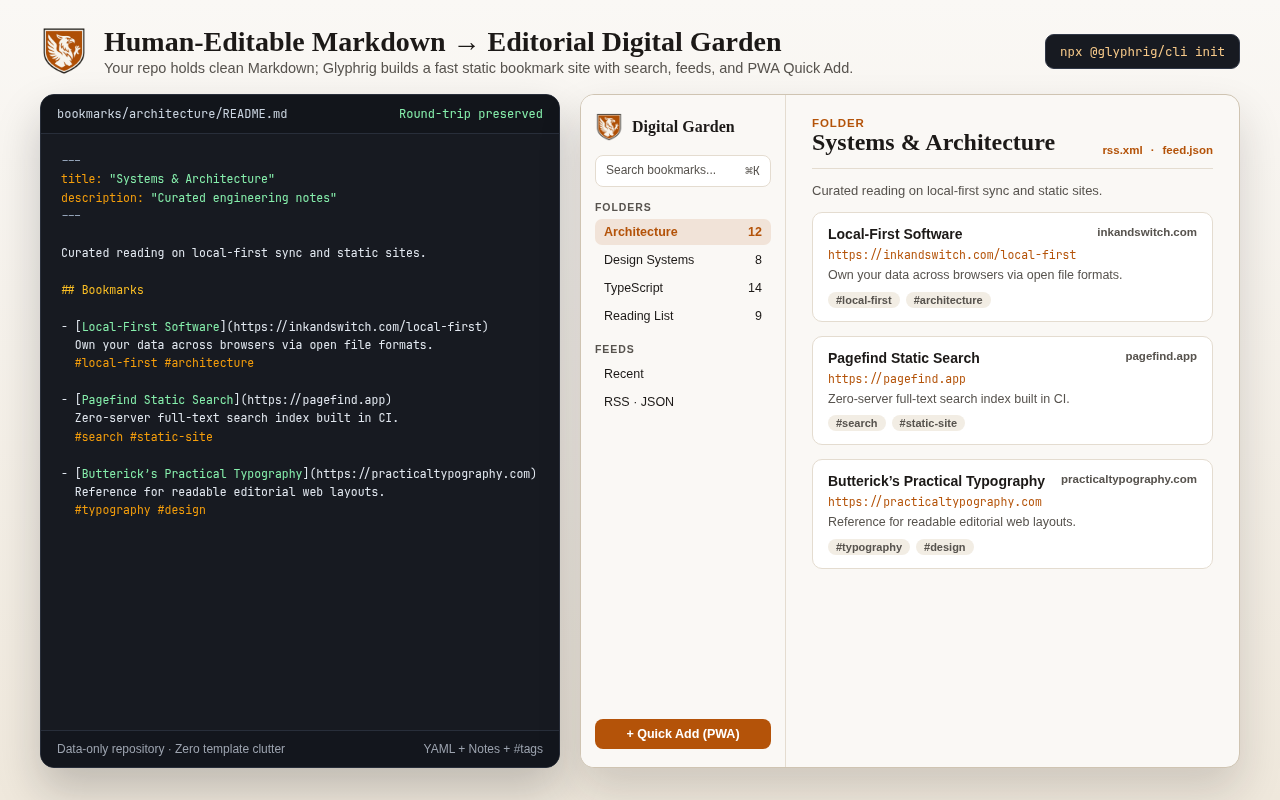 Human-Editable Markdown → Editorial Digital Garden
Your repo holds clean Markdown; Glyphrig builds a fast static bookmark site with search, feeds, and PWA Quick Add.
npx @glyphrig/cli init
bookmarks/architecture/README.md
Round-trip preserved
---
title: "Systems & Architecture"
description: "Curated engineering notes"
---
Curated reading on local-first sync and static sites.
## Bookmarks
- [Local-First Software](https://inkandswitch.com/local-first)
Own your data across browsers via open file formats.
#local-first #architecture
- [Pagefind Static Search](https://pagefind.app)
Zero-server full-text search index built in CI.
#search #static-site
- [Butterick’s Practical Typography](https://practicaltypography.com)
Reference for readable editorial web layouts.
#typography #design
Data-only repository · Zero template clutter
YAML + Notes + #tags
Digital Garden
Search bookmarks... ⌘K
FOLDERS
Architecture 12
Design Systems 8
TypeScript 14
Reading List 9
FEEDS
Recent
RSS · JSON
+ Quick Add (PWA)
FOLDER
Systems & Architecture
rss.xml · feed.json
Curated reading on local-first sync and static sites.
Local-First Software
inkandswitch.com
https://inkandswitch.com/local-first
Own your data across browsers via open file formats.
#local-first #architecture
Pagefind Static Search
pagefind.app
https://pagefind.app
Zero-server full-text search index built in CI.
#search #static-site
Butterick’s Practical Typography
practicaltypography.com
https://practicaltypography.com
Reference for readable editorial web layouts.
#typography #design